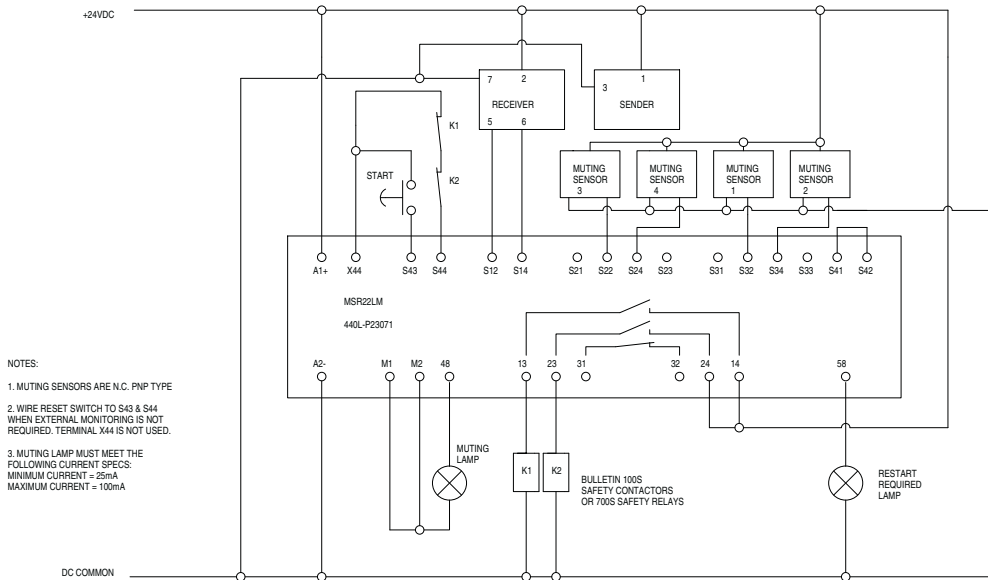 +24VDC
7 2
RECEIVER
5 6
1
3
SENDER
K1
K2
START
MUTING
SENSOR
3
MUTING
SENSOR
4
MUTING
SENSOR
1
MUTING
SENSOR
2
A1+ X44 S43 S44 S12 S14 S21 S22 S24 S23 S31 S32 S34 S33 S41 S42
MSR22LM
440L-P23071
A2- M1 M2 48 13 23 31 32 24 14 58
NOTES:
1. MUTING SENSORS ARE N.C. PNP TYPE
2. WIRE RESET SWITCH TO S43 & S44
WHEN EXTERNAL MONITORING IS NOT
REQUIRED. TERMINAL X44 IS NOT USED.
3. MUTING LAMP MUST MEET THE
FOLLOWING CURRENT SPECS:
MINIMUM CURRENT = 25mA
MAXIMUM CURRENT = 100mA
MUTING
LAMP
K1 K2
BULLETIN 100S
SAFETY CONTACTORS
OR 700S SAFETY RELAYS
RESTART
REQUIRED
LAMP
DC COMMON